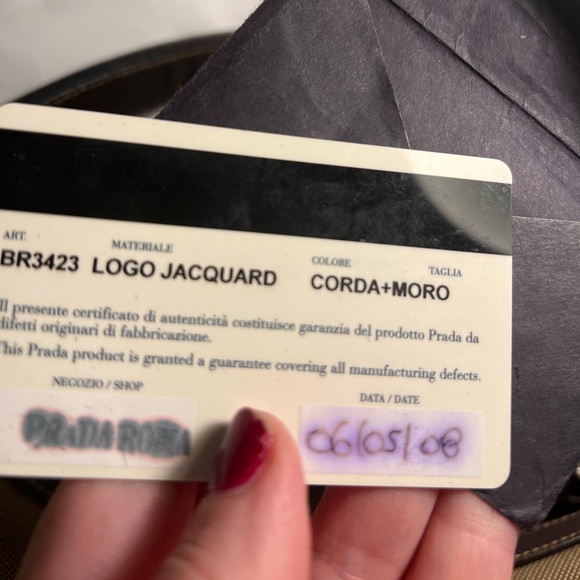 ART. MATERIALE COLORE TAGLIA
BR3423 LOGO JACQUARD CORDA+MORO
Il presente certificato di autenticità costituisce garanzia del prodotto Prada da
difetti originari di fabbricazione.
This Prada product is granted a guarantee covering all manufacturing defects.
NEGOZIO / SHOP DATA / DATE
PRADA ROMA 06/05/08